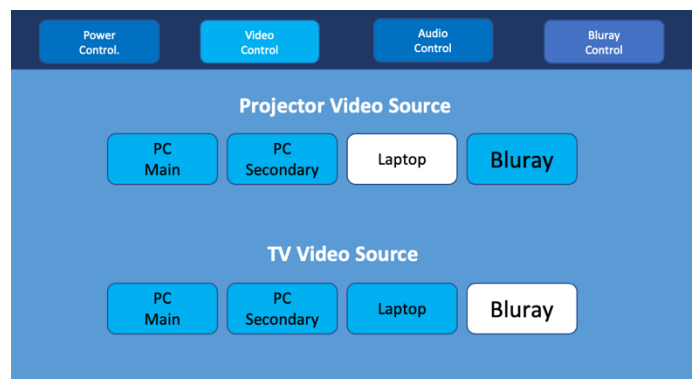 Power
Control.
Video
Control
Audio
Control
Bluray
Control
Projector Video Source
PC
Main
PC
Secondary
Laptop
Bluray
TV Video Source
PC
Main
PC
Secondary
Laptop
Bluray